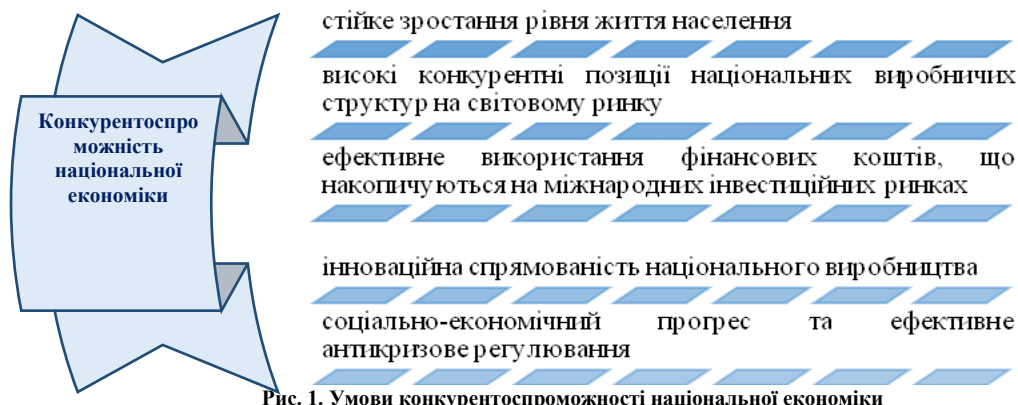 Конкурентоспро
можність
національної
економіки
стійке зростання рівня життя населення
високі конкурентні позиції національних виробничих
структур на світовому ринку
ефективне використання фінансових коштів, що
накопичуються на міжнародних інвестиційних ринках
інноваційна спрямованість національного виробництва
соціально-економічний прогрес та ефективне
антикризове регулювання
Рис. 1. Умови конкурентоспроможності національної економіки